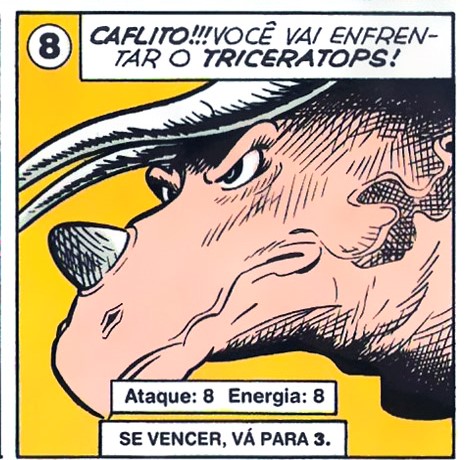 8
CAFLITO!!! VOCÊ VAI ENFREN-
TAR O TRICERATOPS!
Ataque: 8 Energia: 8
SE VENCER, VÁ PARA 3.